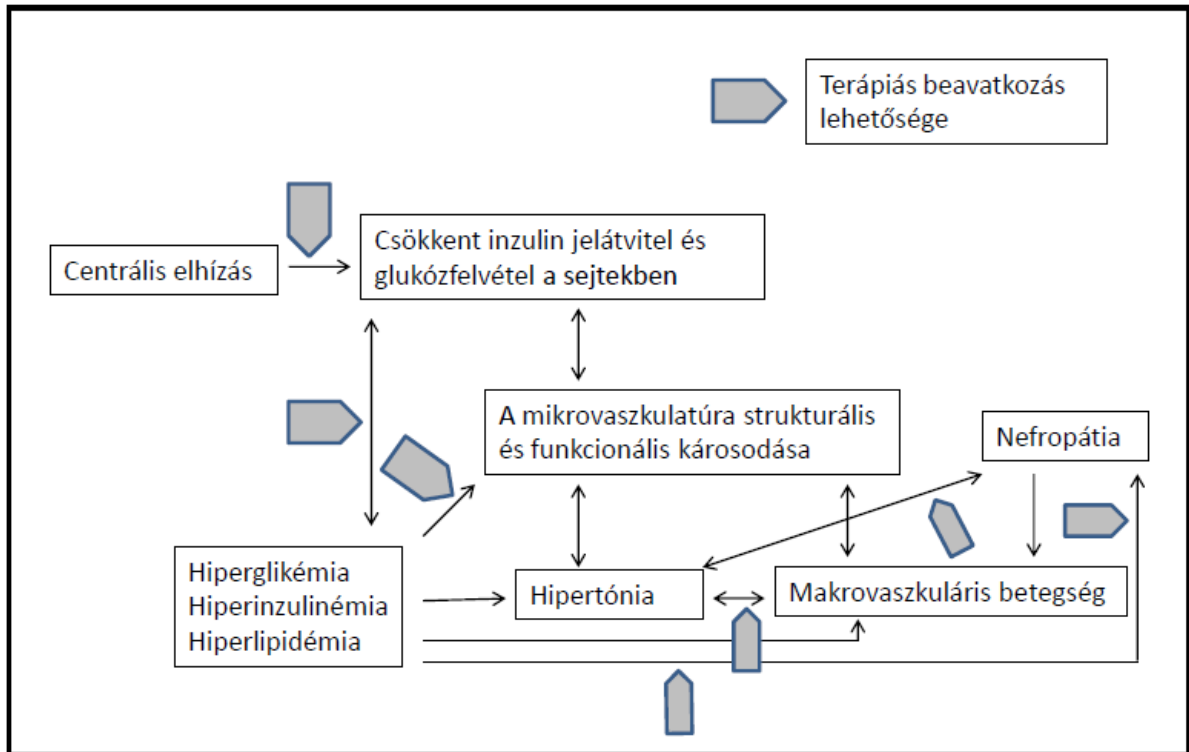 Terápiás beavatkozás
lehetősége
Csökkent inzulin jelátvitel és
glukózfelvétel a sejtekben
Centrális elhízás
A mikrovaszkulatúra strukturális
és funkcionális károsodása
Nefropátia
Hiperglikémia
Hiperinzulinémia
Hiperlipidémia
Hipertónia
Makrovaszkuláris betegség